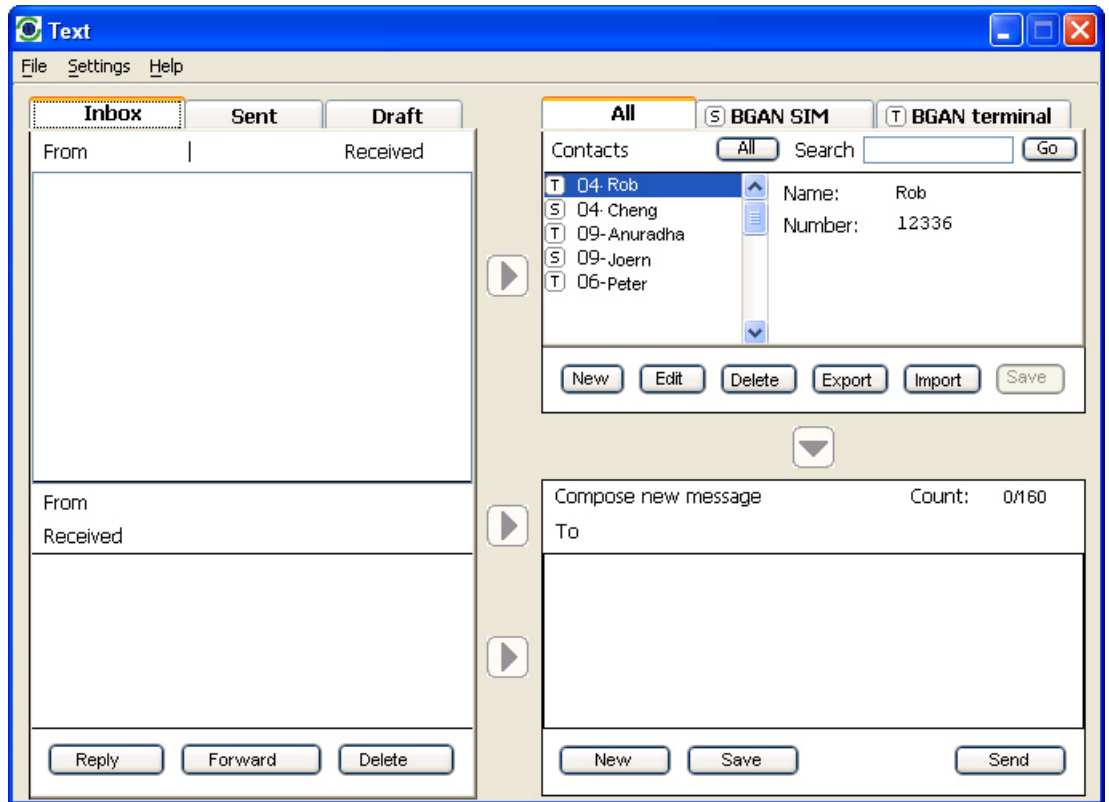 Text
File Settings Help
Inbox Sent Draft
From Received
From
Received
Reply Forward Delete
All S BGAN SIM T BGAN terminal
Contacts All Search Go
T 04- Rob
S 04- Cheng
T 09-Anuradha
S 09-Joern
T 06-Peter
Name: Rob
Number: 12336
New Edit Delete Export Import Save
Compose new message Count: 0/160
To
New Save Send